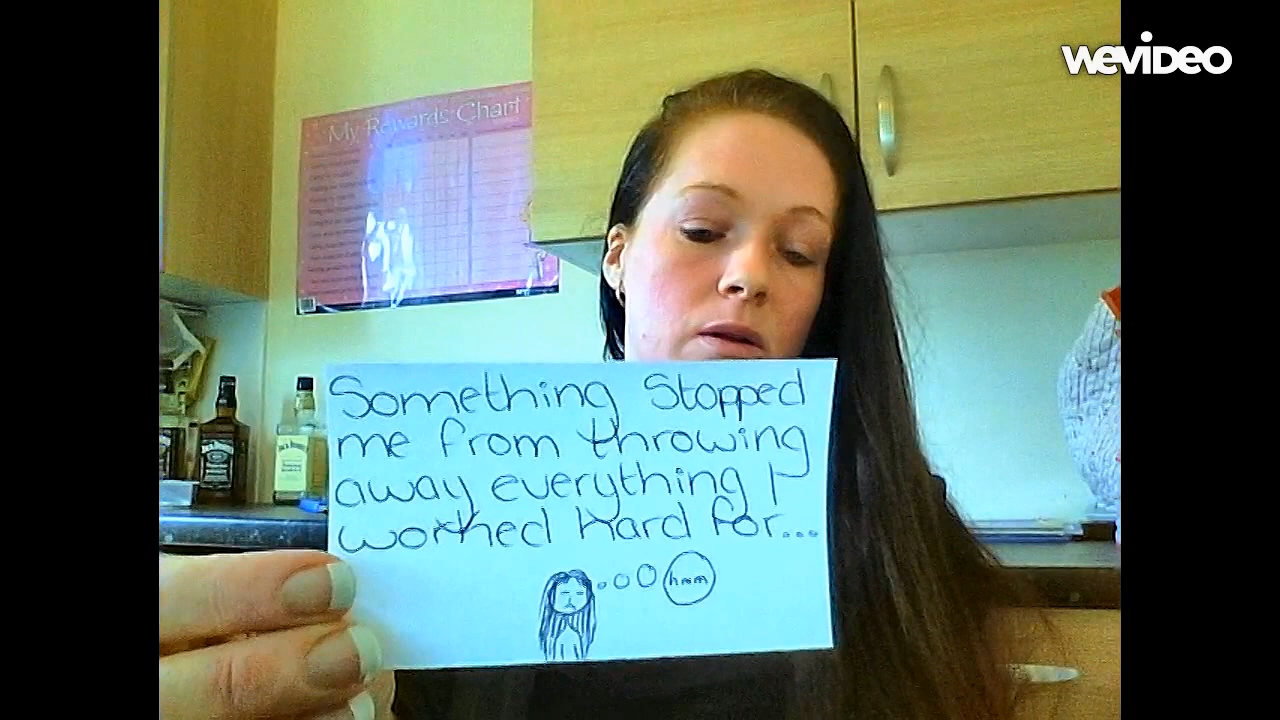 WEVIDEO
My Rewards Chart
Something Stopped
me from throwing
away everything I
worked hard for...
hmm